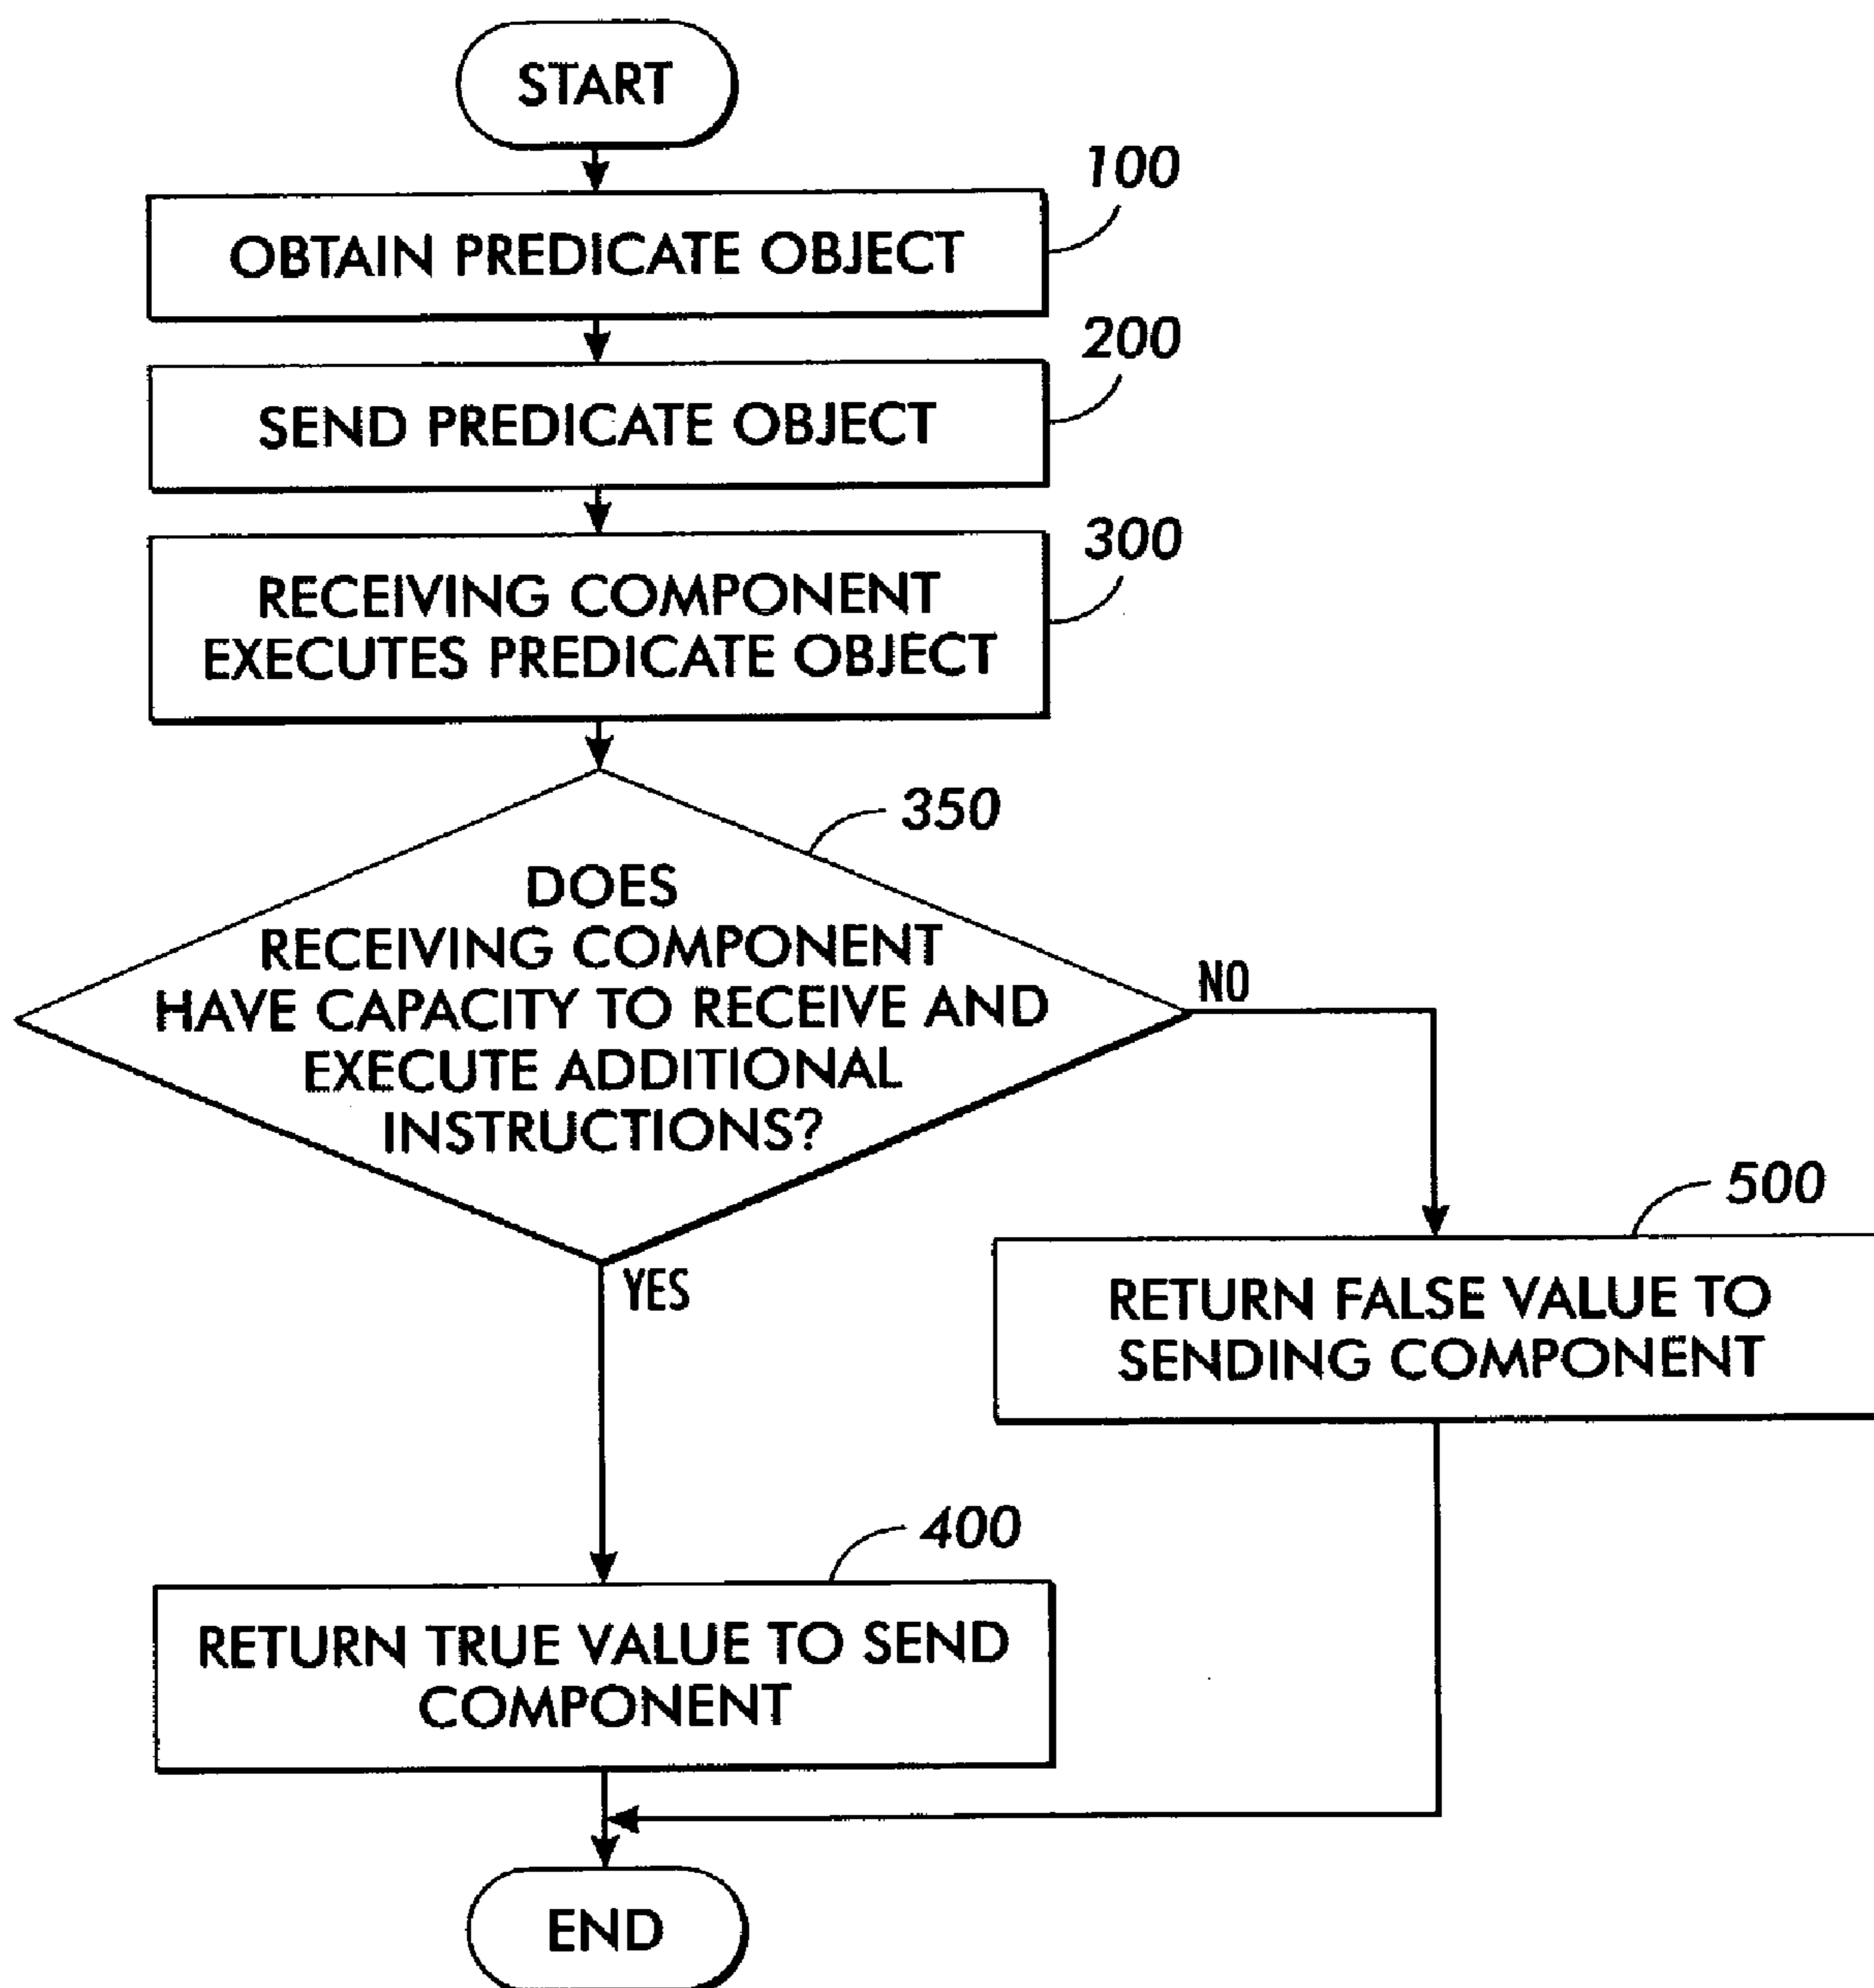 START
100
OBTAIN PREDICATE OBJECT
200
SEND PREDICATE OBJECT
300
RECEIVING COMPONENT
EXECUTES PREDICATE OBJECT
350
DOES
RECEIVING COMPONENT
HAVE CAPACITY TO RECEIVE AND
EXECUTE ADDITIONAL
INSTRUCTIONS?
NO
YES
500
RETURN FALSE VALUE TO
SENDING COMPONENT
400
RETURN TRUE VALUE TO SEND
COMPONENT
END